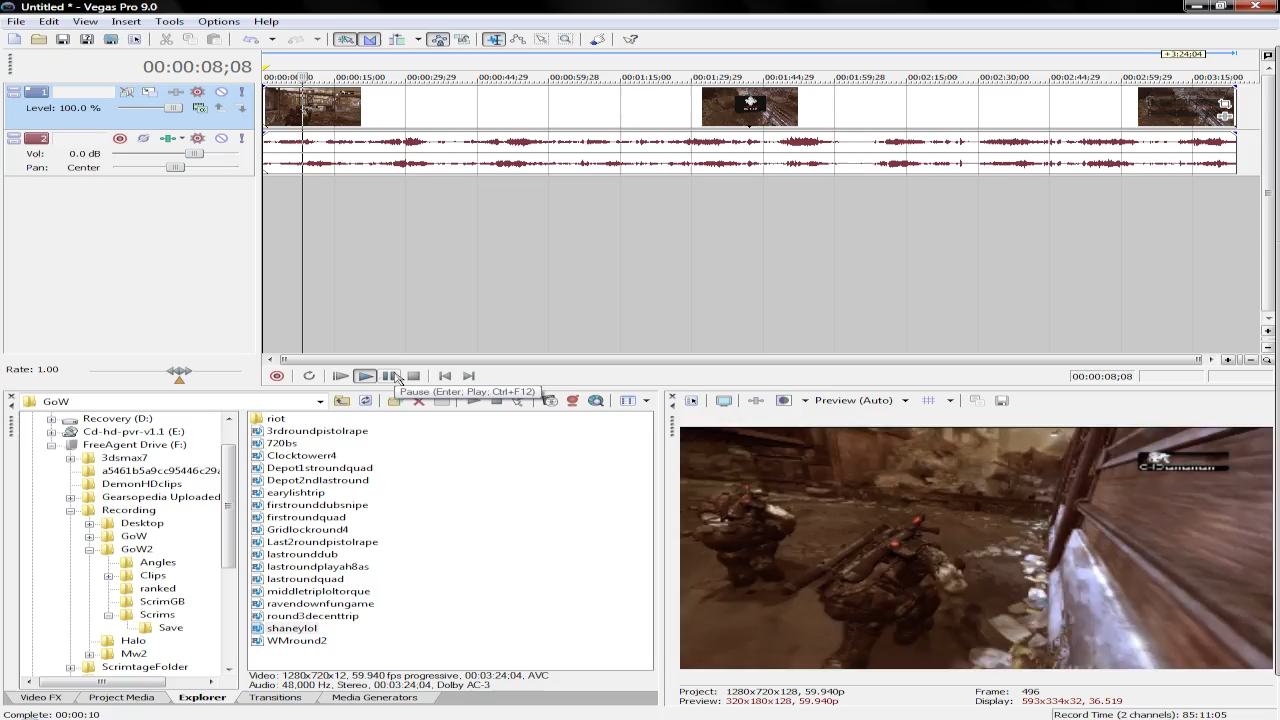 Untitled * - Vegas Pro 9.0
File Edit View Insert Tools Options Help
+3:24:04
00:00:08;08
00:00:15:00 00:00:29:29 00:00:44:29 00:00:59:28 00:01:15:00 00:01:29:29 00:01:44:29 00:01:59:28 00:02:15:00 00:02:30:00 00:02:44:29 00:02:59:29 00:03:15:00
1
Level: 100.0 %
2
Vol: 0.0 dB
Pan: Center
Rate: 1.00
00:00:08;08
Pause (Enter; Play; Ctrl+F12)
GoW
Preview (Auto)
Recovery (D:)
Cd-hd-pvr-v1.1 (E:)
FreeAgent Drive (F:)
3dsmax7
a5461b5a9cc95446c29a
DemonHDclips
Gearsopedia Uploaded
Recording
Desktop
GoW
GoW2
Angles
Clips
ranked
ScrimGB
Scrims
Save
Halo
Mw2
ScrimtageFolder
riot
3rdroundpistolrape
720bs
Clocktowerr4
Depot1stroundquad
Depot2ndlastround
earylishtrip
firstrounddubsnipe
firstroundquad
Gridlockround4
Last2roundpistolrape
lastrounddub
lastroundplayah8as
lastroundquad
middletriploltorque
ravendownfungame
round3decenttrip
shaneylol
WMround2
Video: 1280x720x12, 59.940 fps progressive, 00:03:24:04, AVC
Audio: 48,000 Hz, Stereo, 00:03:24:04, Dolby AC-3
Video FX Project Media Explorer Transitions Media Generators
Project: 1280x720x128, 59.940p
Preview: 320x180x128, 59.940p
Frame: 496
Display: 593x334x32, 36.519
Complete: 00:00:10
Record Time (2 channels): 85:11:05